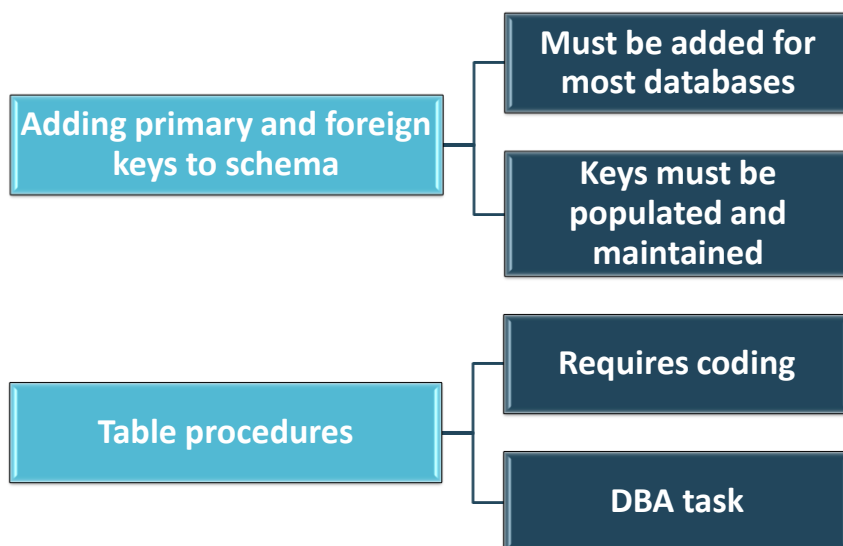 Must be added for
most databases
Adding primary and foreign
keys to schema
Keys must be
populated and
maintained
Requires coding
Table procedures
DBA task